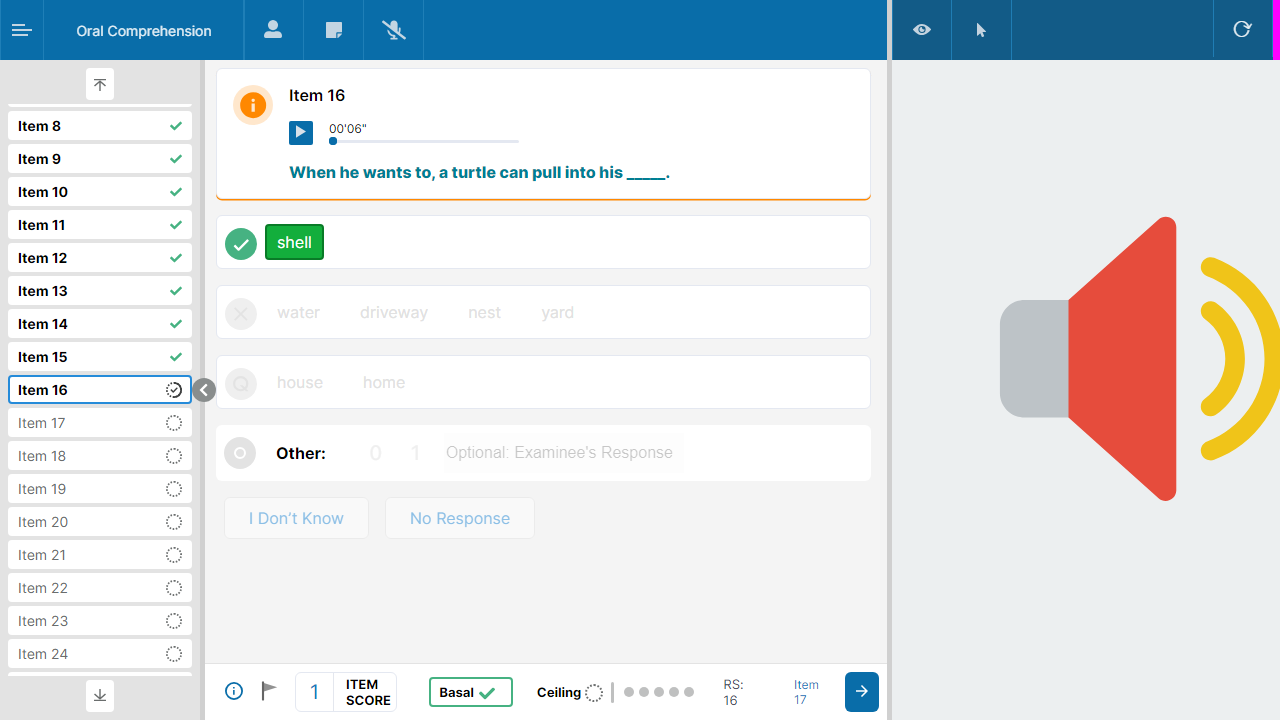 Oral Comprehension
Item 8
Item 9
Item 10
Item 11
Item 12
Item 13
Item 14
Item 15
Item 16
Item 17
Item 18
Item 19
Item 20
Item 21
Item 22
Item 23
Item 24
Item 16
00'06"
When he wants to, a turtle can pull into his _____.
shell
water driveway nest yard
house home
Other: 0 1 Optional: Examinee's Response
I Don't Know No Response
1 ITEM SCORE
Basal
Ceiling
RS: 16
Item 17